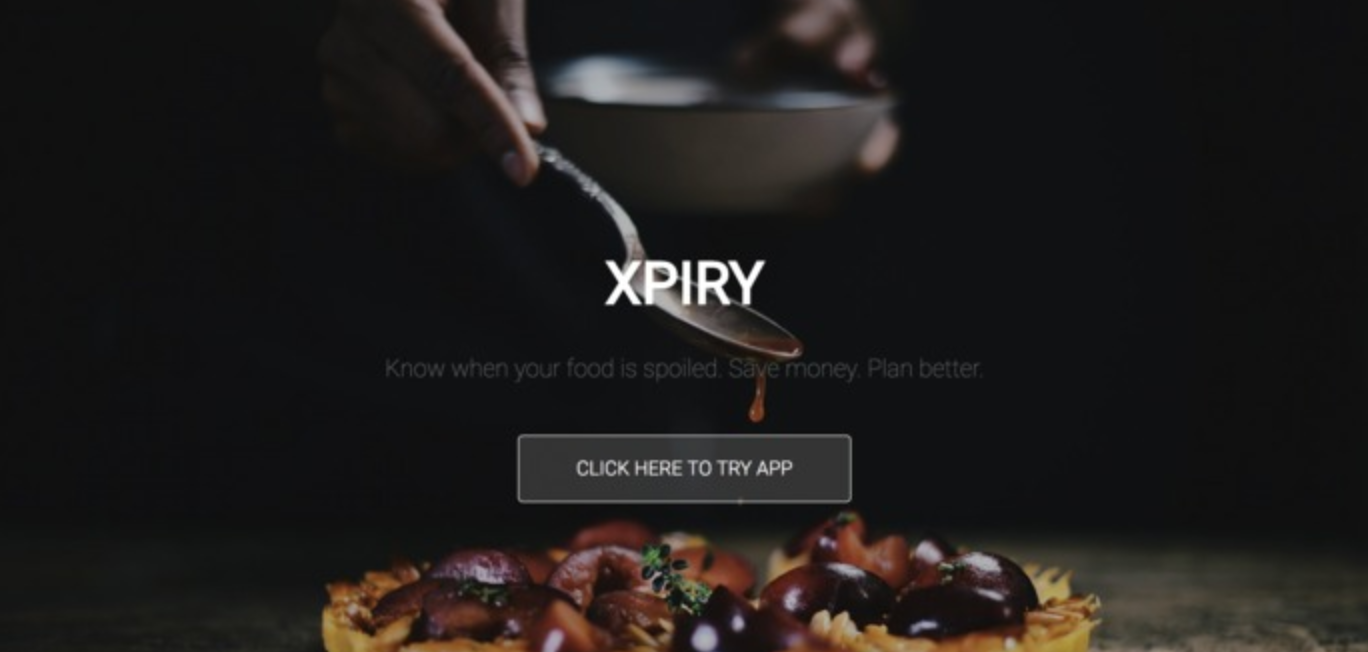 XPIRY
Know when your food is spoiled. Save money. Plan better.
CLICK HERE TO TRY APP